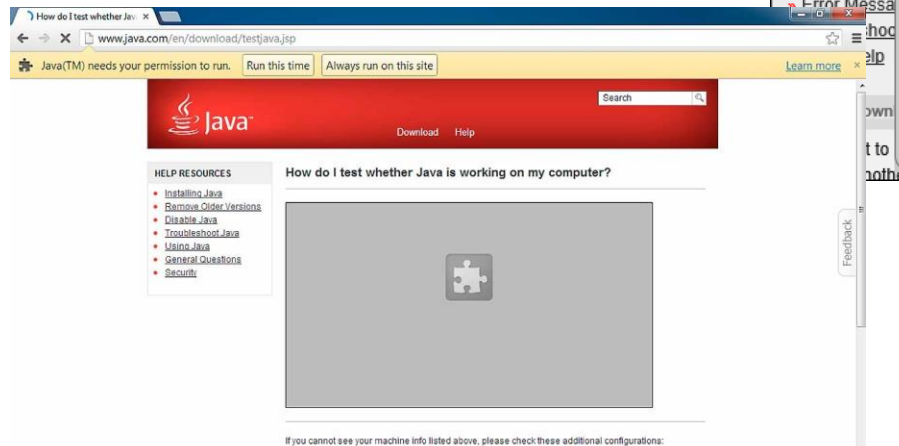 How do I test whether Jav
www.java.com/en/download/testjava.jsp
Java(TM) needs your permission to run. Run this time Always run on this site Learn more
Java™
Search
Download Help
HELP RESOURCES
Installing Java
Remove Older Versions
Disable Java
Troubleshoot Java
Using Java
General Questions
Security
How do I test whether Java is working on my computer?
Feedback
If you cannot see your machine info listed above, please check these additional configurations:
Error Messa
hoo
elp
own
t to
noth